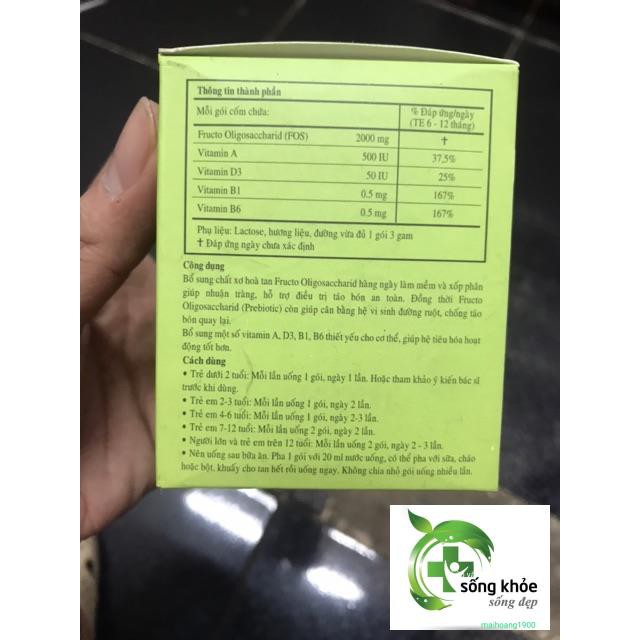 Thông tin thành phần
Mỗi gói cốm chứa:
% Đáp ứng/ngày
(TE 6 - 12 tháng)
Fructo Oligosaccharid (FOS) 2000 mg †
Vitamin A 500 IU 37,5%
Vitamin D3 50 IU 25%
Vitamin B1 0.5 mg 167%
Vitamin B6 0.5 mg 167%
Phụ liệu: Lactose, hương liệu, đường vừa đủ 1 gói 3 gam
† Đáp ứng ngày chưa xác định
Công dụng
Bổ sung chất xơ hoà tan Fructo Oligosaccharid hàng ngày làm mềm và xốp phân
giúp nhuận tràng, hỗ trợ điều trị táo bón an toàn. Đồng thời Fructo
Oligosaccharid (Prebiotic) còn giúp cân bằng hệ vi sinh đường ruột, chống táo
bón quay lại.
Bổ sung một số vitamin A, D3, B1, B6 thiết yếu cho cơ thể, giúp hệ tiêu hóa hoạt
động tốt hơn.
Cách dùng
• Trẻ dưới 2 tuổi: Mỗi lần uống 1 gói, ngày 1 lần. Hoặc tham khảo ý kiến bác sĩ
trước khi dùng.
• Trẻ em 2-3 tuổi: Mỗi lần uống 1 gói, ngày 2 lần.
• Trẻ em 4-6 tuổi: Mỗi lần uống 1 gói, ngày 2-3 lần.
• Trẻ em 7-12 tuổi: Mỗi lần uống 2 gói, ngày 2 lần.
• Người lớn và trẻ em trên 12 tuổi: Mỗi lần uống 2 gói, ngày 2 - 3 lần.
• Nên uống sau bữa ăn. Pha 1 gói với 20 ml nước uống, có thể pha với sữa, cháo
hoặc bột, khuấy cho tan hết rồi uống ngay. Không chia nhỏ gói uống nhiều lần.
sống khỏe
sống đẹp
maihoang1900